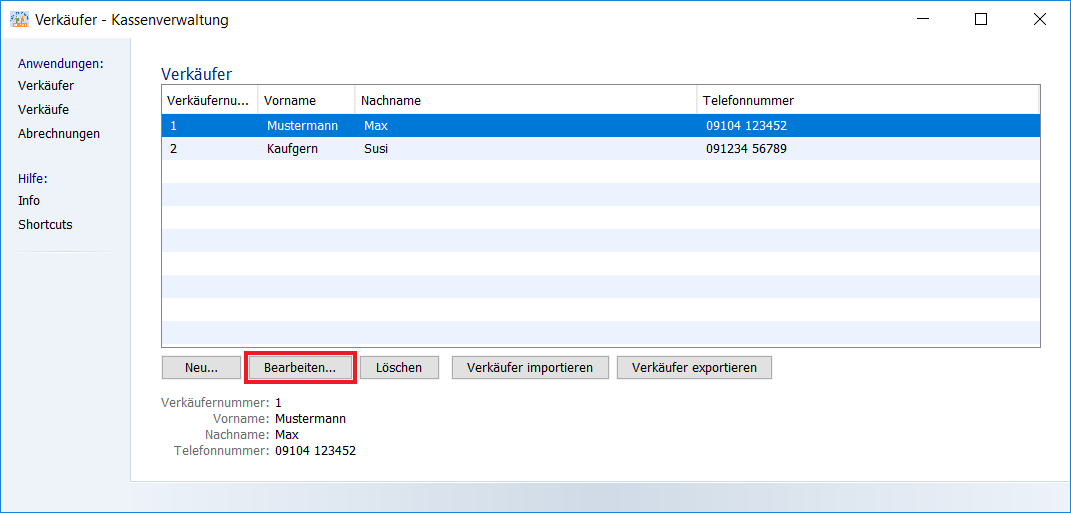 Verkäufer - Kassenverwaltung
Anwendungen:
Verkäufer
Verkäufe
Abrechnungen
Hilfe:
Info
Shortcuts
Verkäufer
Verkäufernu... Vorname Nachname Telefonnummer
1 Mustermann Max 09104 123452
2 Kaufgern Susi 091234 56789
Neu... Bearbeiten... Löschen Verkäufer importieren Verkäufer exportieren
Verkäufernummer: 1
Vorname: Mustermann
Nachname: Max
Telefonnummer: 09104 123452